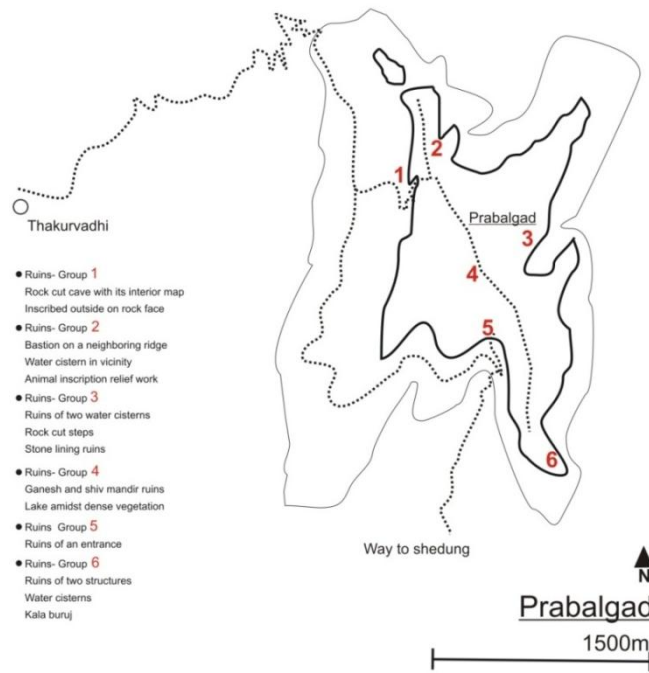 1
2
Prabalgad
3
4
5
6
Thakurvadhi
Ruins- Group 1
Rock cut cave with its interior map
Inscribed outside on rock face
Ruins- Group 2
Bastion on a neighboring ridge
Water cistern in vicinity
Animal inscription relief work
Ruins- Group 3
Ruins of two water cisterns
Rock cut steps
Stone lining ruins
Ruins- Group 4
Ganesh and shiv mandir ruins
Lake amidst dense vegetation
Ruins Group 5
Ruins of an entrance
Ruins- Group 6
Ruins of two structures
Water cisterns
Kala buruj
Way to shedung
N
Prabalgad
1500m